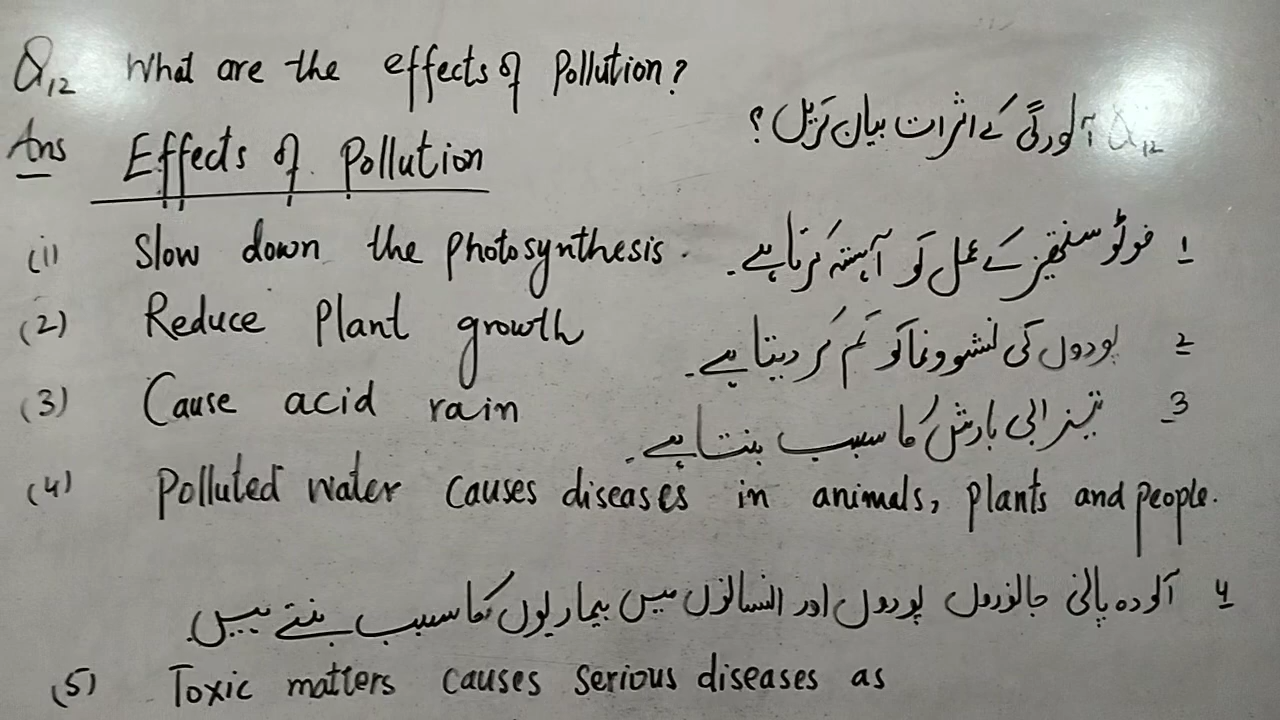 Q12 What are the effects of Pollution?
Q12 آلودگی کے اثرات بیان کریں؟
Ans Effects of Pollution
(1) Slow down the photosynthesis.
1 فوٹو سنتھیسز کے عمل کو آہستہ کرتا ہے۔
(2) Reduce Plant growth
2 پودوں کی نشوونما کو کم کر دیتا ہے۔
(3) Cause acid rain
3 تیزابی بارش کا سبب بنتا ہے۔
(4) Polluted water causes diseases in animals, plants and people.
4 آلودہ پانی جانوروں پودوں اور انسانوں میں بیماریوں کا سبب بنتے ہیں۔
(5) Toxic matters causes serious diseases as